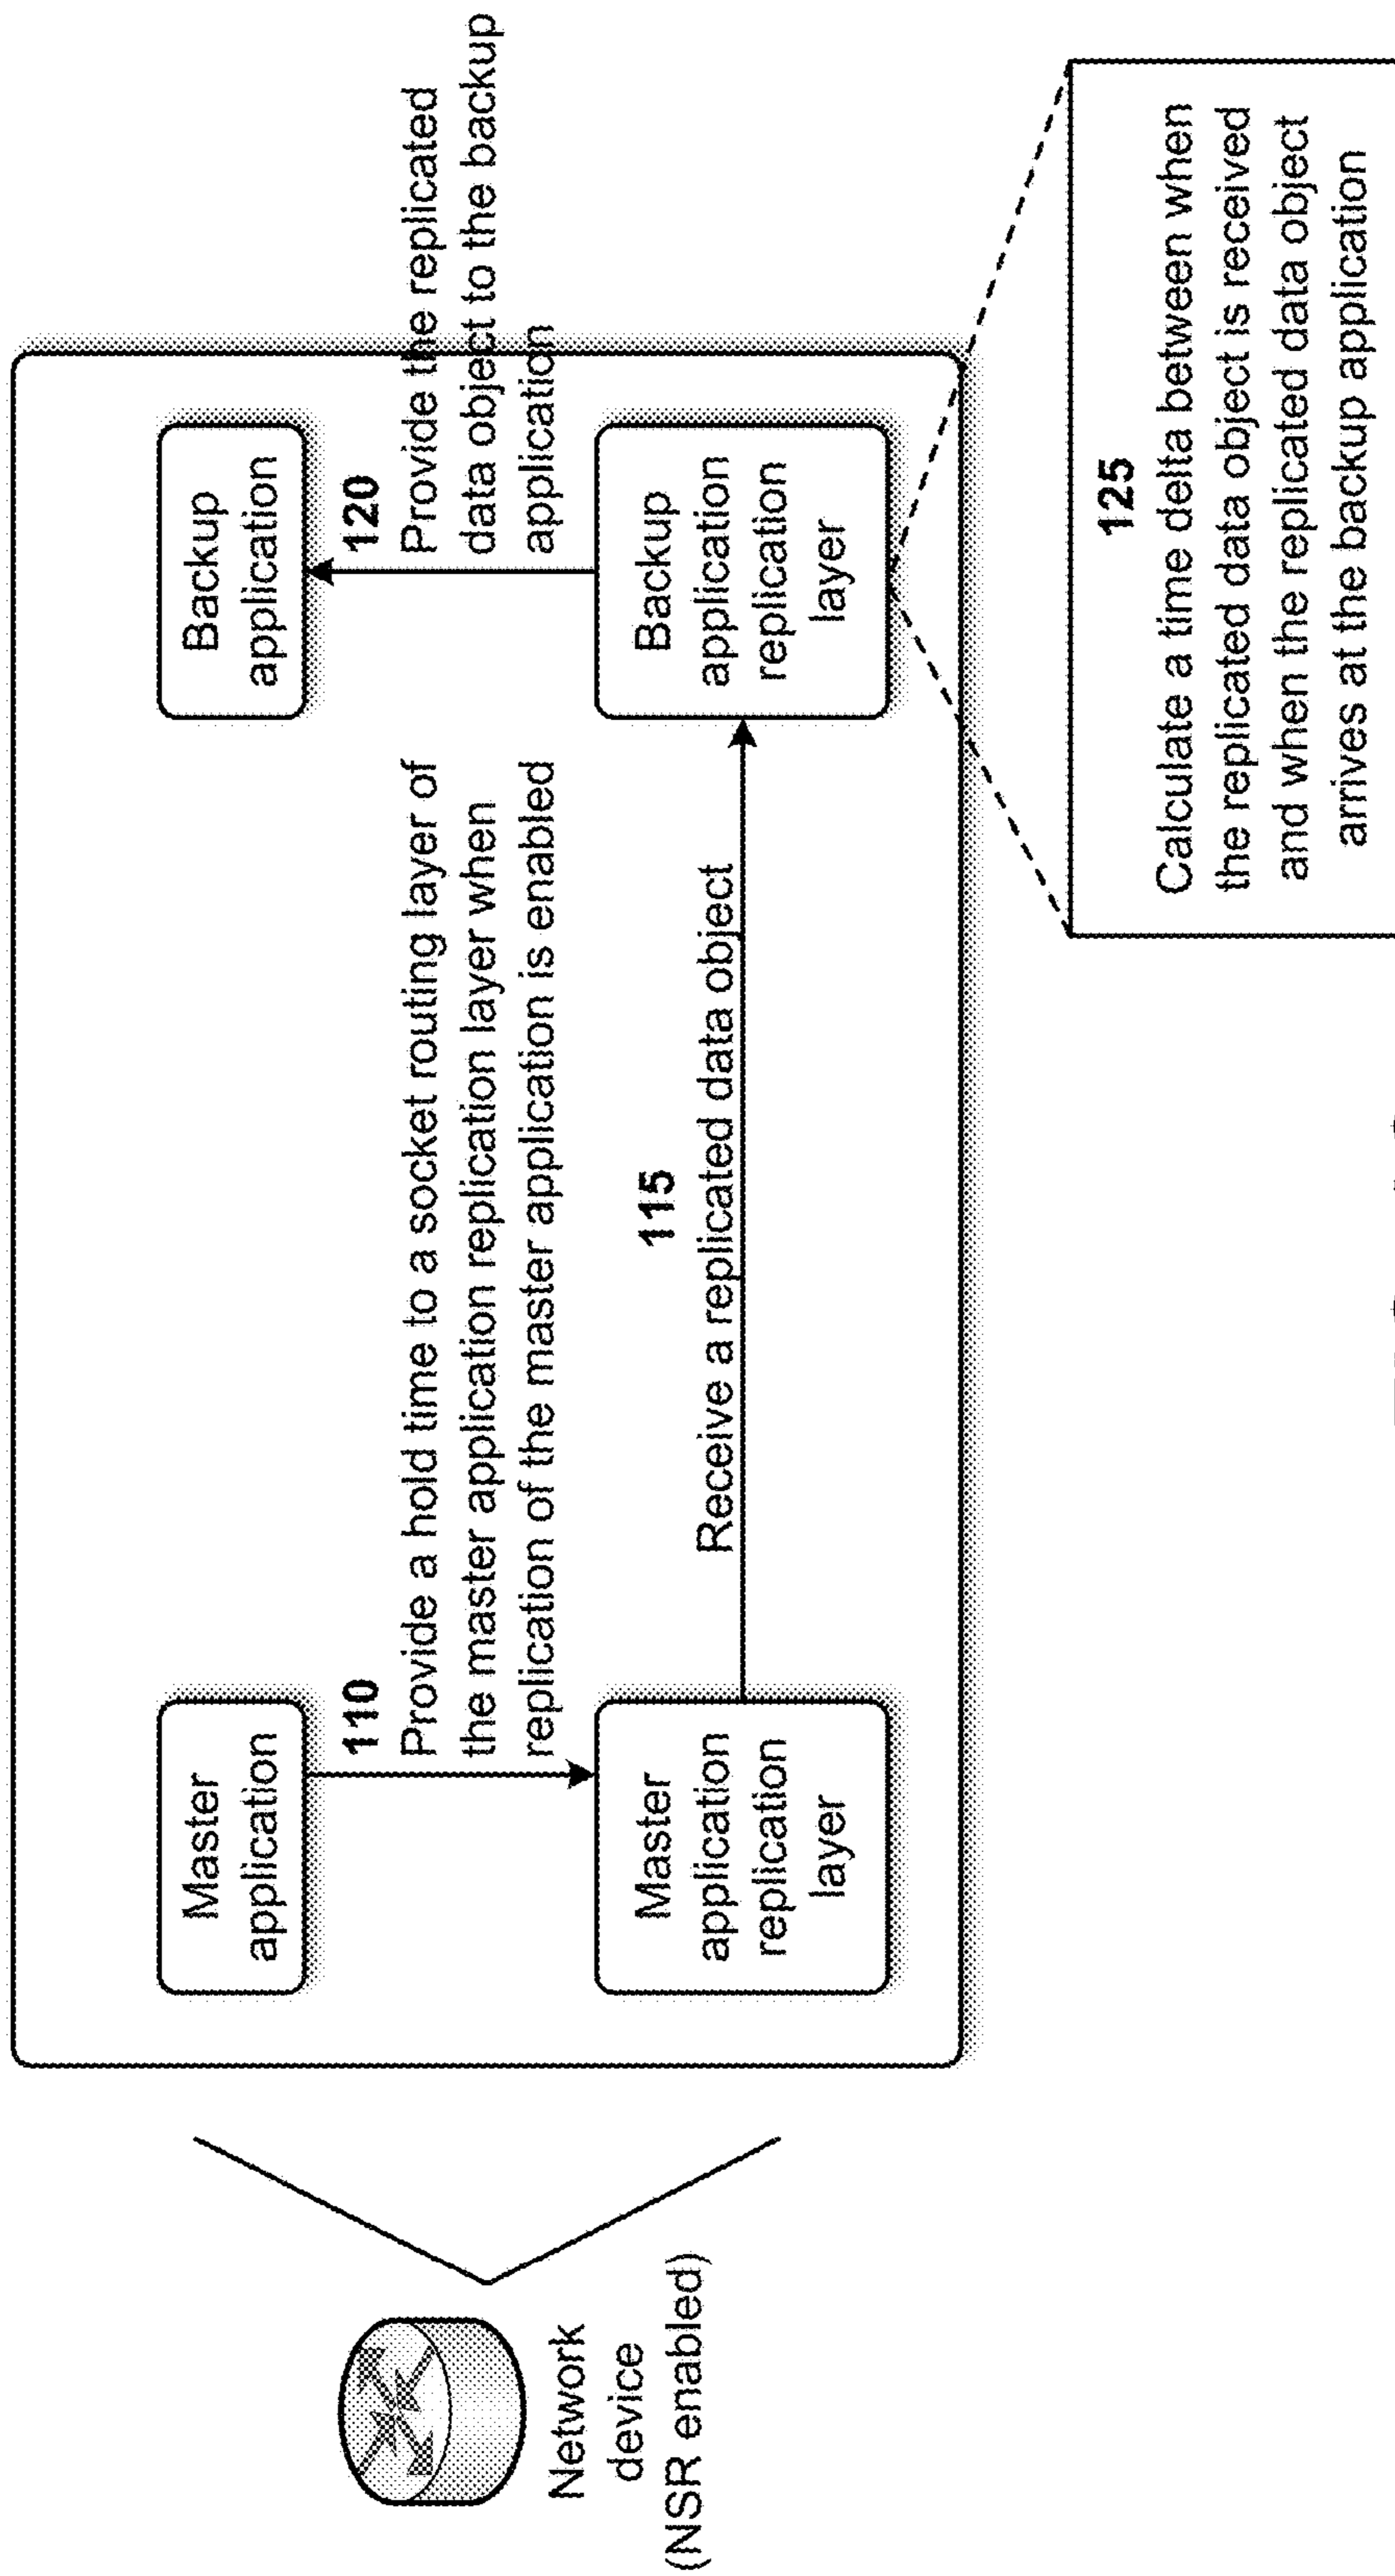 Network
device
(NSR enabled)
Master
application
110
Provide a hold time to a socket routing layer of
the master application replication layer when
replication of the master application is enabled
Master
application
replication
layer
115
Receive a replicated data object
Backup
application
120
Provide the replicated
data object to the backup
application
Backup
application
replication
layer
125
Calculate a time delta between when
the replicated data object is received
and when the replicated data object
arrives at the backup application